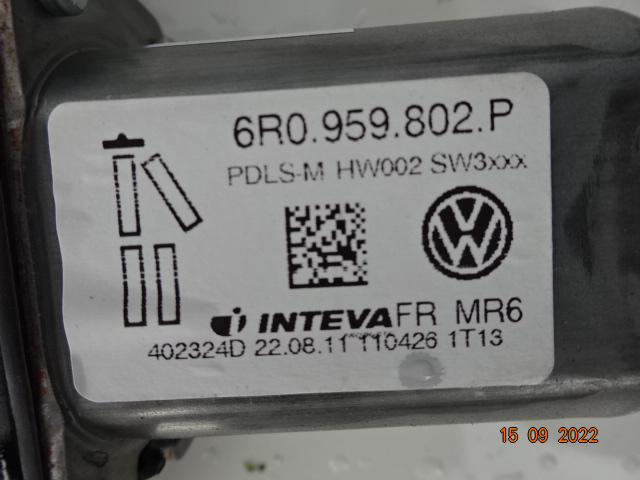 6R0.959.802.P
PDLS-M HW002 SW3xxx
INTEVA FR MR6
402324D 22.08.11 110426 1T13
15 09 2022